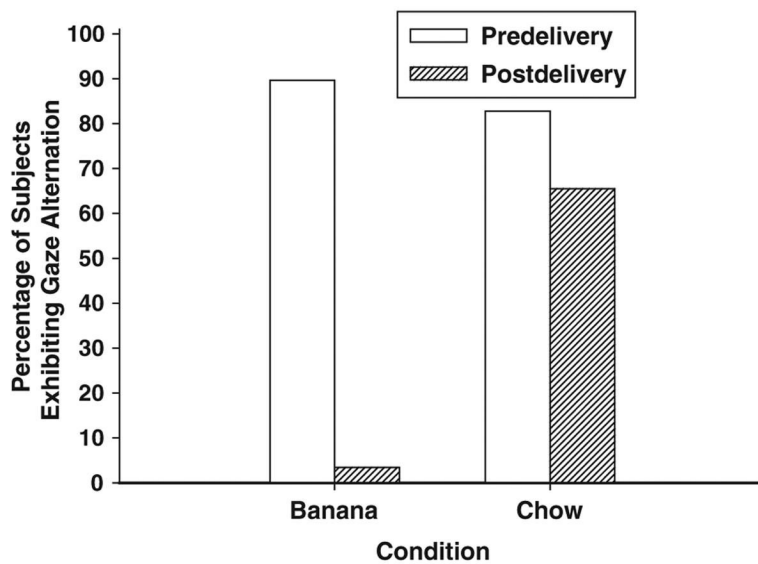 100
90
80
70
60
50
40
30
20
10
0
Percentage of Subjects
Exhibiting Gaze Alternation
Predelivery
Postdelivery
Banana
Chow
Condition